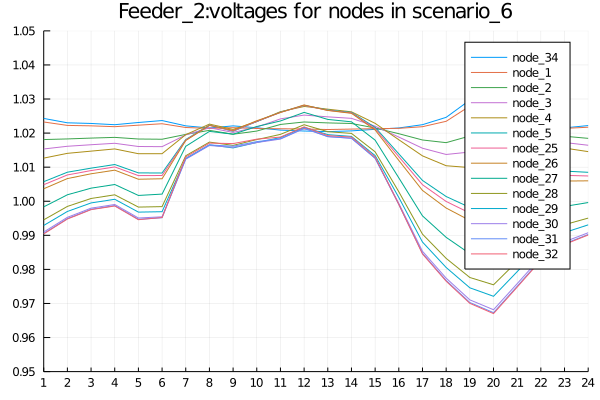 Feeder_2:voltages for nodes in scenario_6
1.05
1.04
1.03
1.02
1.01
1.00
0.99
0.98
0.97
0.96
0.95
1 2 3 4 5 6 7 8 9 10 11 12 13 14 15 16 17 18 19 20 21 22 23 24
node_34
node_1
node_2
node_3
node_4
node_5
node_25
node_26
node_27
node_28
node_29
node_30
node_31
node_32